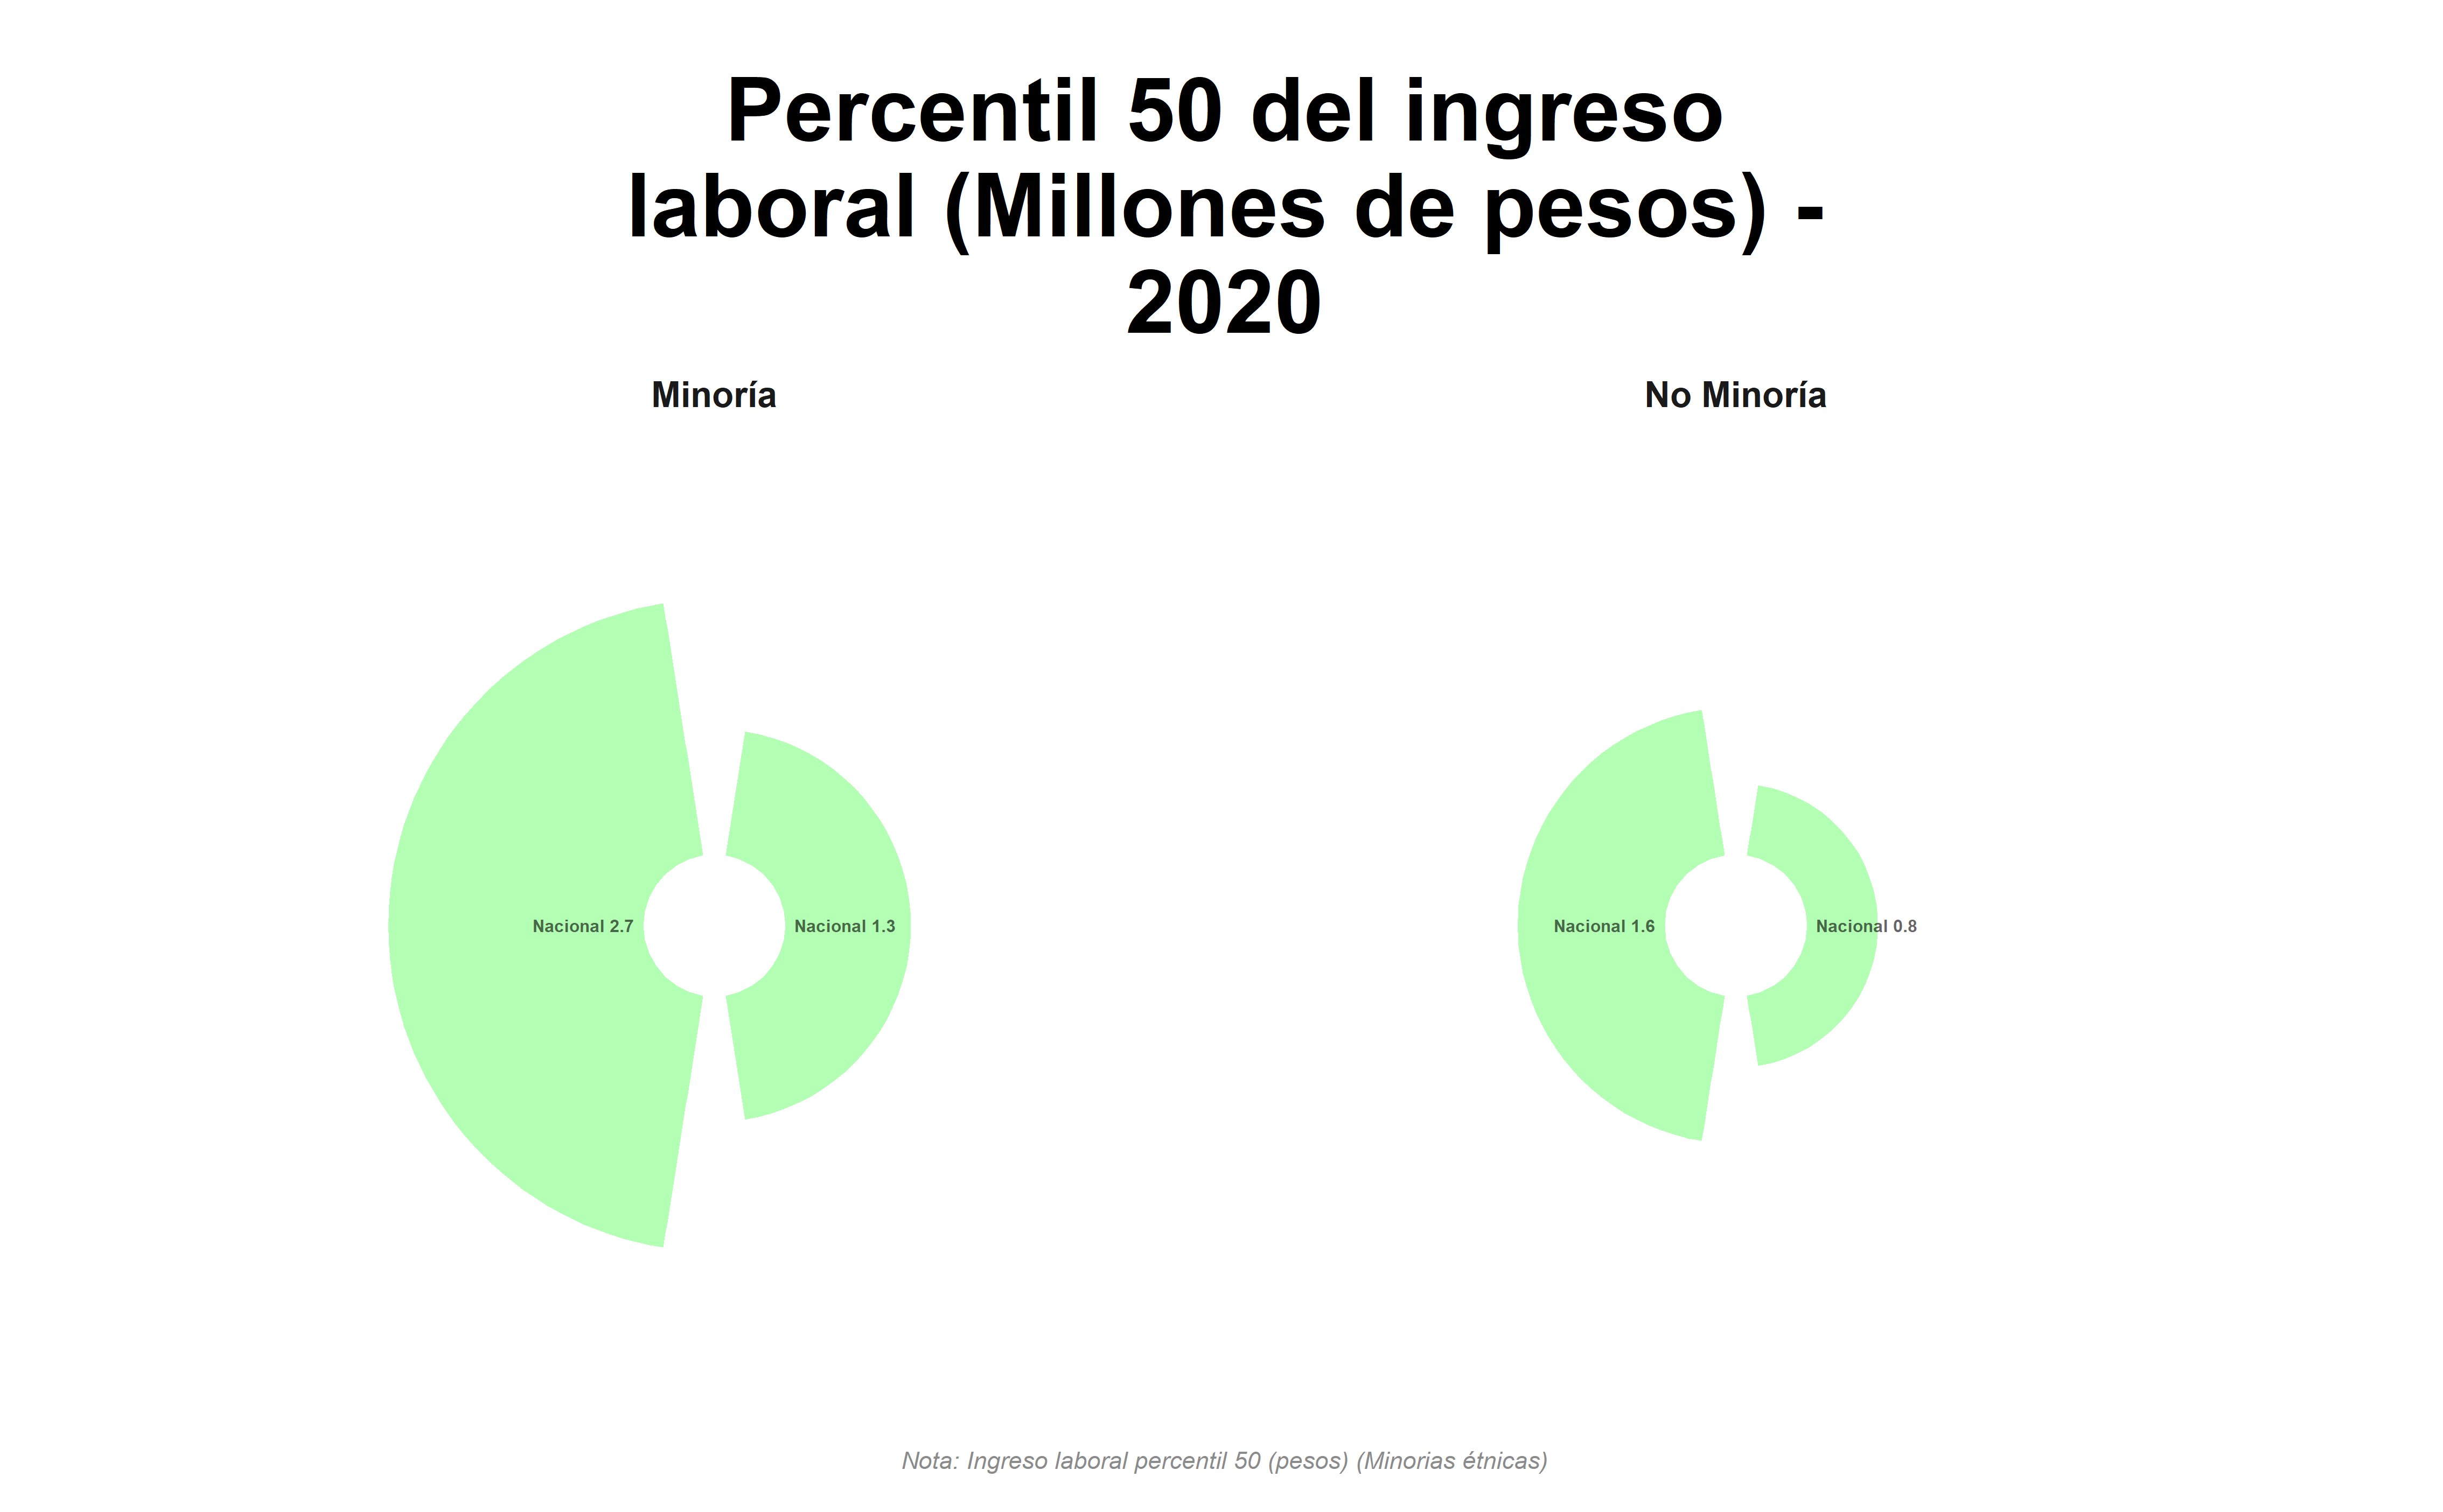 Percentil 50 del ingreso
laboral (Millones de pesos) -
2020
Minoría
No Minoría
Nacional 2.7
Nacional 1.3
Nacional 1.6
Nacional 0.8
Nota: Ingreso laboral percentil 50 (pesos) (Minorias étnicas)